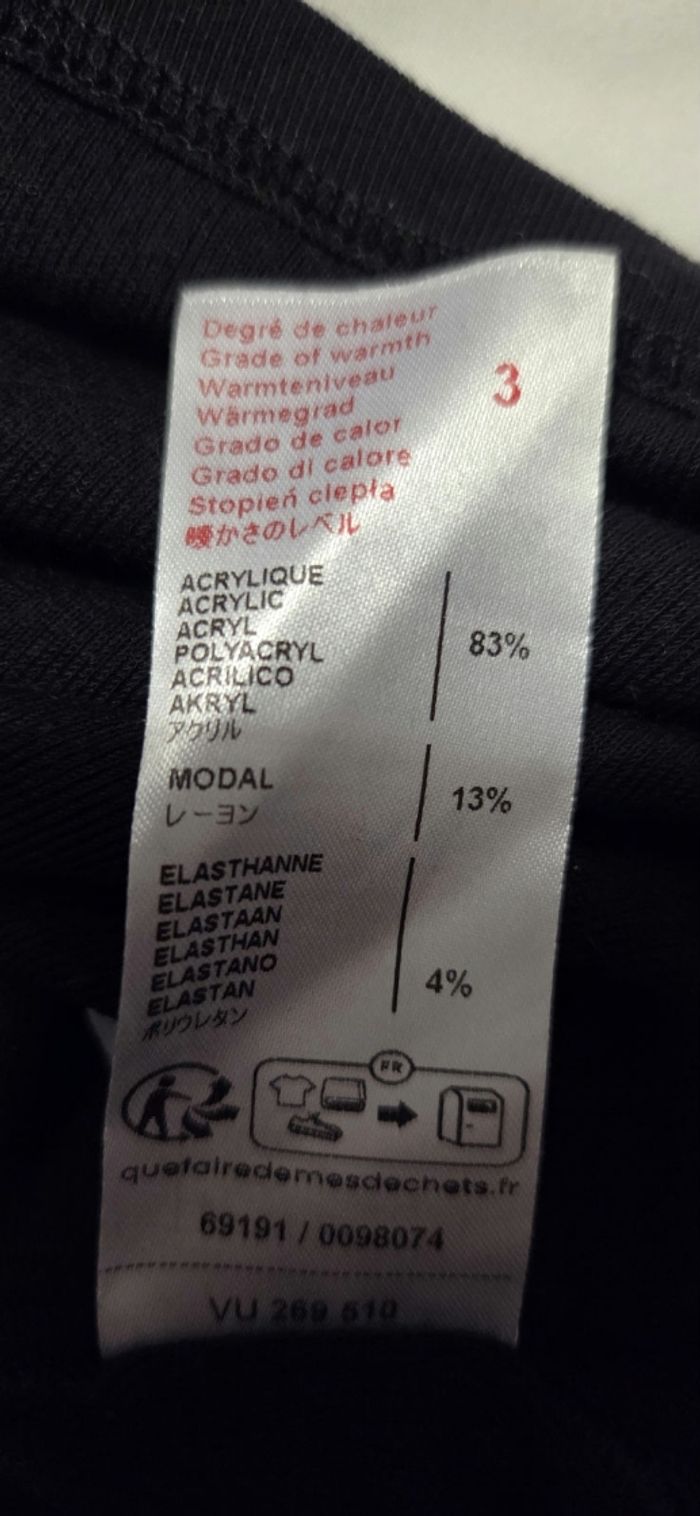 Degré de chaleur
Grade of warmth
Warmteniveau
Wärmegrad
Grado de calor
Grado di calore
Stopień ciepła
暖かさのレベル
3
ACRYLIQUE
ACRYLIC
ACRYL
POLYACRYL
ACRILICO
AKRYL
アクリル
83%
MODAL
レーヨン
13%
ELASTHANNE
ELASTANE
ELASTAAN
ELASTHAN
ELASTANO
ELASTAN
ポリウレタン
4%
FR
quefairedemesdechets.fr
69191 / 0098074
VU 269 510